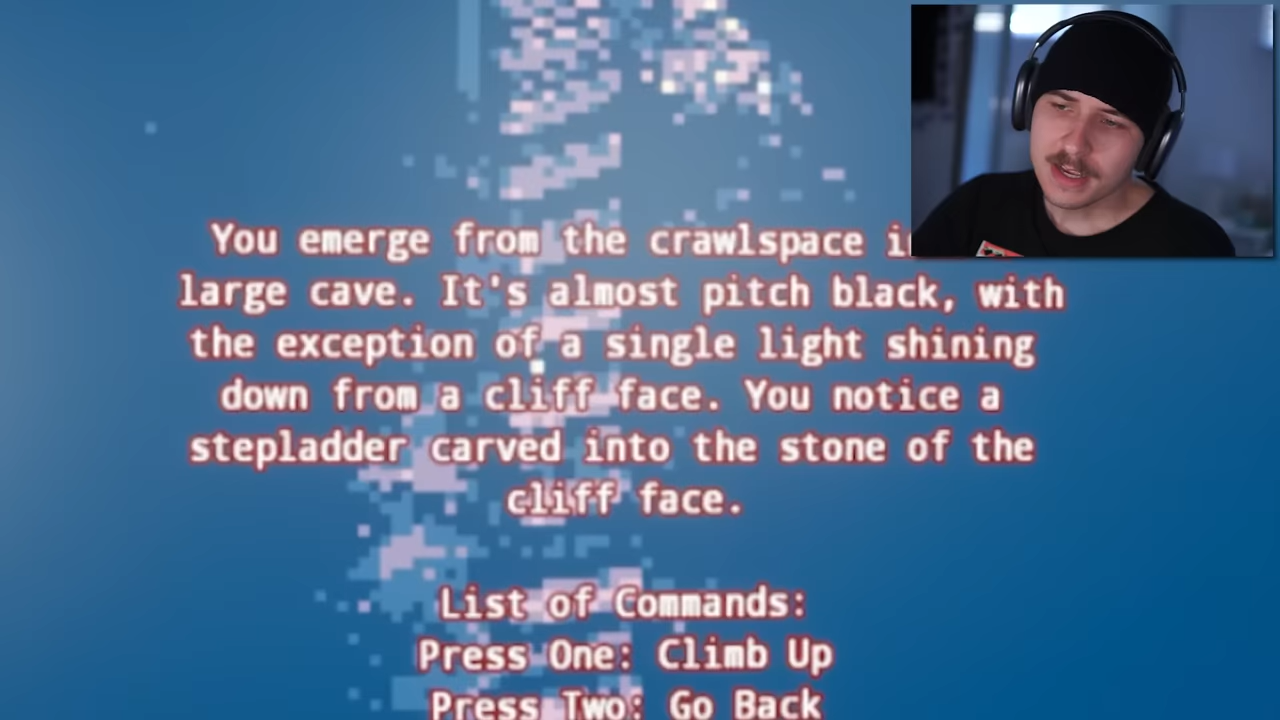 You emerge from the crawlspace
large cave. It's almost pitch black, with
the exception of a single light shining
down from a cliff face. You notice a
stepladder carved into the stone of the
cliff face.
List of Commands:
Press One: Climb Up
Press Two: Go Back